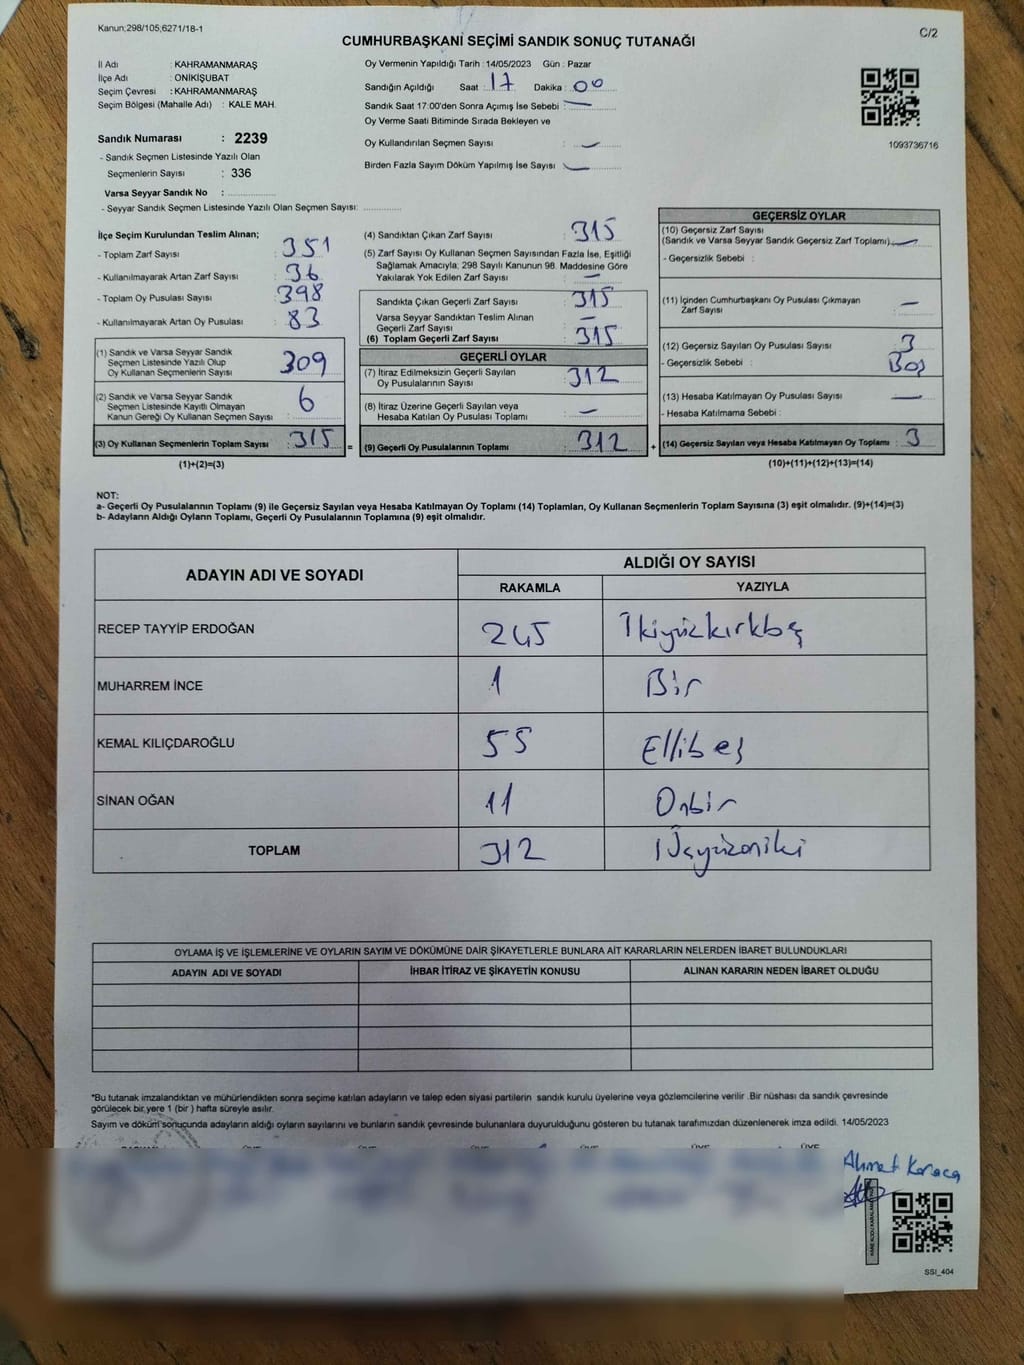 Kanun;298/105;6271/18-1
C/2
CUMHURBAŞKANI SEÇİMİ SANDIK SONUÇ TUTANAĞI
İl Adı : KAHRAMANMARAŞ
İlçe Adı : ONİKİŞUBAT
Seçim Çevresi : KAHRAMANMARAŞ
Seçim Bölgesi (Mahalle Adı) : KALE MAH.
Sandık Numarası : 2239
- Sandık Seçmen Listesinde Yazılı Olan
Seçmenlerin Sayısı : 336
Varsa Seyyar Sandık No :
- Seyyar Sandık Seçmen Listesinde Yazılı Olan Seçmen Sayısı:
Oy Vermenin Yapıldığı Tarih : 14/05/2023 Gün : Pazar
Sandığın Açıldığı Saat : 17 Dakika : 00
Sandık Saat 17:00'den Sonra Açımış İse Sebebi : —
Oy Verme Saati Bitiminde Sırada Bekleyen ve
Oy Kullandırılan Seçmen Sayısı : —
Birden Fazla Sayım Döküm Yapılmış İse Sayısı : —
1093736716
İlçe Seçim Kurulundan Teslim Alınan;
- Toplam Zarf Sayısı : 351
- Kullanılmayarak Artan Zarf Sayısı : 36
- Toplam Oy Pusulası Sayısı : 398
- Kullanılmayarak Artan Oy Pusulası : 83
(1) Sandık ve Varsa Seyyar Sandık
Seçmen Listesinde Yazılı Olup
Oy Kullanan Seçmenlerin Sayısı : 309
(2) Sandık ve Varsa Seyyar Sandık
Seçmen Listesinde Kayıtlı Olmayan
Kanun Gereği Oy Kullanan Seçmen Sayısı : 6
(3) Oy Kullanan Seçmenlerin Toplam Sayısı : 315 =
(1)+(2)=(3)
(4) Sandıktan Çıkan Zarf Sayısı : 315
(5) Zarf Sayısı Oy Kullanan Seçmen Sayısından Fazla İse, Eşitliği
Sağlamak Amacıyla; 298 Sayılı Kanunun 98. Maddesine Göre
Yakılarak Yok Edilen Zarf Sayısı : —
Sandıkta Çıkan Geçerli Zarf Sayısı : 315
Varsa Seyyar Sandıktan Teslim Alınan
Geçerli Zarf Sayısı : —
(6) Toplam Geçerli Zarf Sayısı : 315
GEÇERLİ OYLAR
(7) İtiraz Edilmeksizin Geçerli Sayılan
Oy Pusulalarının Sayısı : 312
(8) İtiraz Üzerine Geçerli Sayılan veya
Hesaba Katılan Oy Pusulası Toplamı : —
(9) Geçerli Oy Pusulalarının Toplamı : 312 +
GEÇERSİZ OYLAR
(10) Geçersiz Zarf Sayısı
(Sandık ve Varsa Seyyar Sandık Geçersiz Zarf Toplamı) : —
- Geçersizlik Sebebi :
(11) İçinden Cumhurbaşkanı Oy Pusulası Çıkmayan
Zarf Sayısı : —
(12) Geçersiz Sayılan Oy Pusulası Sayısı : 3
- Geçersizlik Sebebi : Boş
(13) Hesaba Katılmayan Oy Pusulası Sayısı : —
- Hesaba Katılmama Sebebi :
(14) Geçersiz Sayılan veya Hesaba Katılmayan Oy Toplamı : 3
(10)+(11)+(12)+(13)=(14)
NOT:
a- Geçerli Oy Pusulalarının Toplamı (9) ile Geçersiz Sayılan veya Hesaba Katılmayan Oy Toplamı (14) Toplamları, Oy Kullanan Seçmenlerin Toplam Sayısına (3) eşit olmalıdır. (9)+(14)=(3)
b- Adayların Aldığı Oyların Toplamı, Geçerli Oy Pusulalarının Toplamına (9) eşit olmalıdır.
ADAYIN ADI VE SOYADI ALDIĞI OY SAYISI
RAKAMLA YAZIYLA
RECEP TAYYİP ERDOĞAN 245 İkiyüzkırkbeş
MUHARREM İNCE 1 Bir
KEMAL KILIÇDAROĞLU 55 Ellibeş
SİNAN OĞAN 11 Onbir
TOPLAM 312 Üçyüzoniki
OYLAMA İŞ VE İŞLEMLERİNE VE OYLARIN SAYIM VE DÖKÜMÜNE DAİR ŞİKAYETLERLE BUNLARA AİT KARARLARIN NELERDEN İBARET BULUNDUKLARI
ADAYIN ADI VE SOYADI İHBAR İTİRAZ VE ŞİKAYETİN KONUSU ALINAN KARARIN NEDEN İBARET OLDUĞU
*Bu tutanak imzalandıktan ve mühürlendikten sonra seçime katılan adayların ve talep eden siyasi partilerin sandık kurulu üyelerine veya gözlemcilerine verilir .Bir nüshası da sandık çevresinde
görülecek bir yere 1 (bir ) hafta süreyle asılır.
Sayım ve döküm sonucunda adayların aldığı oyların sayılarını ve bunların sandık çevresinde bulunanlara duyurulduğunu gösteren bu tutanak tarafımızdan düzenlenerek imza edildi. 14/05/2023
Ahmet Karaca
SSI_404